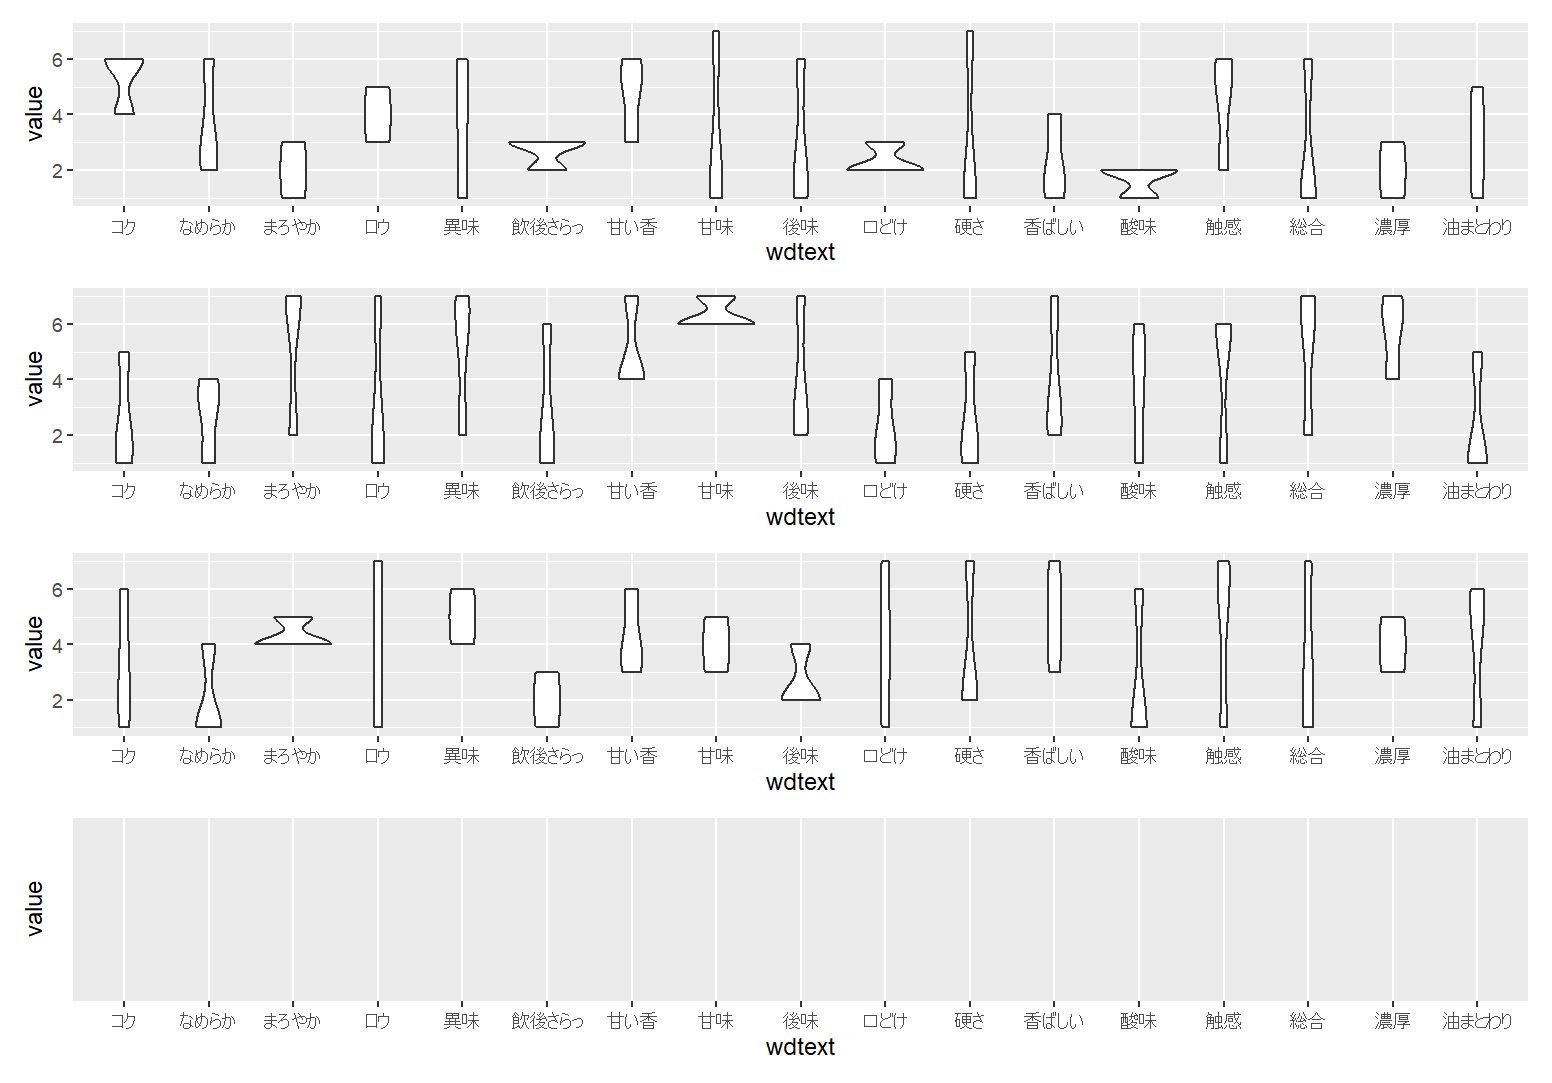 value
6
4
2
コク なめらか まろやか ロウ 異味 飲後さらっ 甘い香 甘味 後味 口どけ 硬さ 香ばしい 酸味 触感 総合 濃厚 油まとわり
wdtext
value
6
4
2
コク なめらか まろやか ロウ 異味 飲後さらっ 甘い香 甘味 後味 口どけ 硬さ 香ばしい 酸味 触感 総合 濃厚 油まとわり
wdtext
value
6
4
2
コク なめらか まろやか ロウ 異味 飲後さらっ 甘い香 甘味 後味 口どけ 硬さ 香ばしい 酸味 触感 総合 濃厚 油まとわり
wdtext
value
コク なめらか まろやか ロウ 異味 飲後さらっ 甘い香 甘味 後味 口どけ 硬さ 香ばしい 酸味 触感 総合 濃厚 油まとわり
wdtext